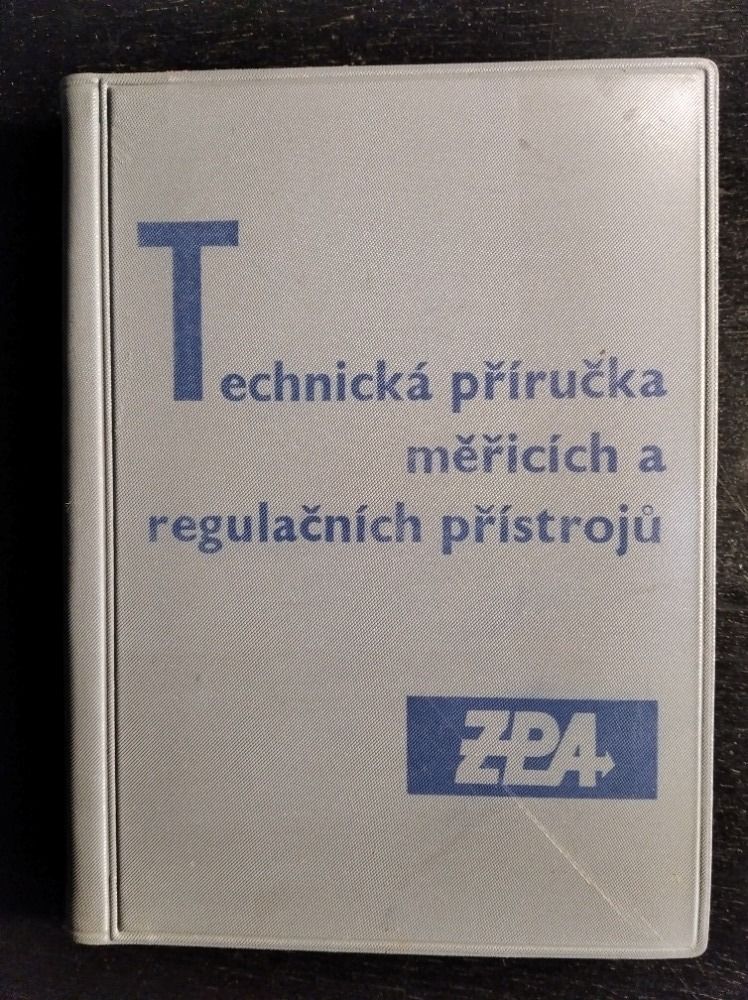 Technická příručka
měřicích a
regulačních přístrojů
ZPA